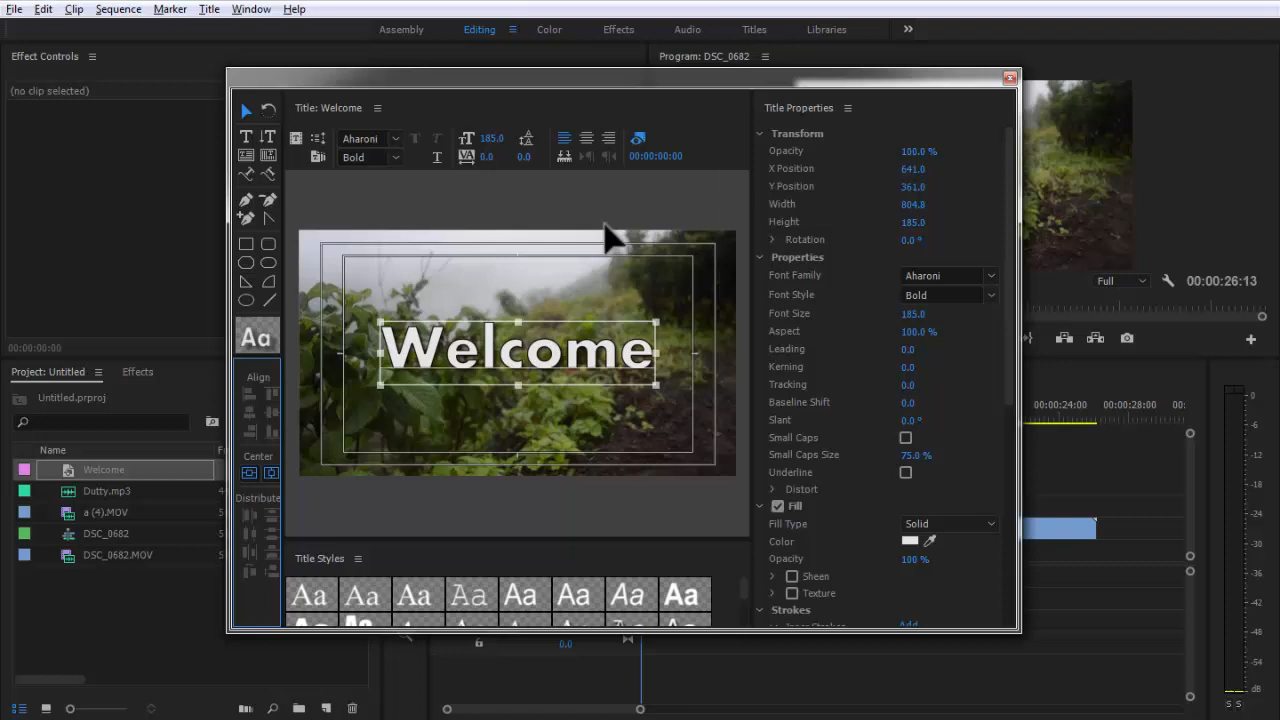 File Edit Clip Sequence Marker Title Window Help
Assembly Editing Color Effects Audio Titles Libraries
Effect Controls
Program: DSC_0682
(no clip selected)
Title: Welcome
Title Properties
Aharoni 185.0
Bold 0.0 0.0 00:00:00:00
Transform
Opacity 100.0 %
X Position 641.0
Y Position 361.0
Width 804.8
Height 185.0
Rotation 0.0 °
Properties
Font Family Aharoni
Font Style Bold
Font Size 185.0
Aspect 100.0 %
Leading 0.0
Kerning 0.0
Tracking 0.0
Baseline Shift 0.0
Slant 0.0 °
Small Caps
Small Caps Size 75.0 %
Underline
Distort
Fill
Fill Type Solid
Color
Opacity 100 %
Sheen
Texture
Strokes
Welcome
Aa
Align
Center
Distribute
Title Styles
Aa Aa Aa Aa Aa Aa Aa Aa
Full 00:00:26:13
00:00:00:00
Project: Untitled Effects
Untitled.prproj
Name
Welcome
Dutty.mp3
a (4).MOV
DSC_0682
DSC_0682.MOV
00:00:24:00 00:00:28:00
0.0
0
-6
-12
-18
-24
-30
-36
-42
-48
-54
dB
S S